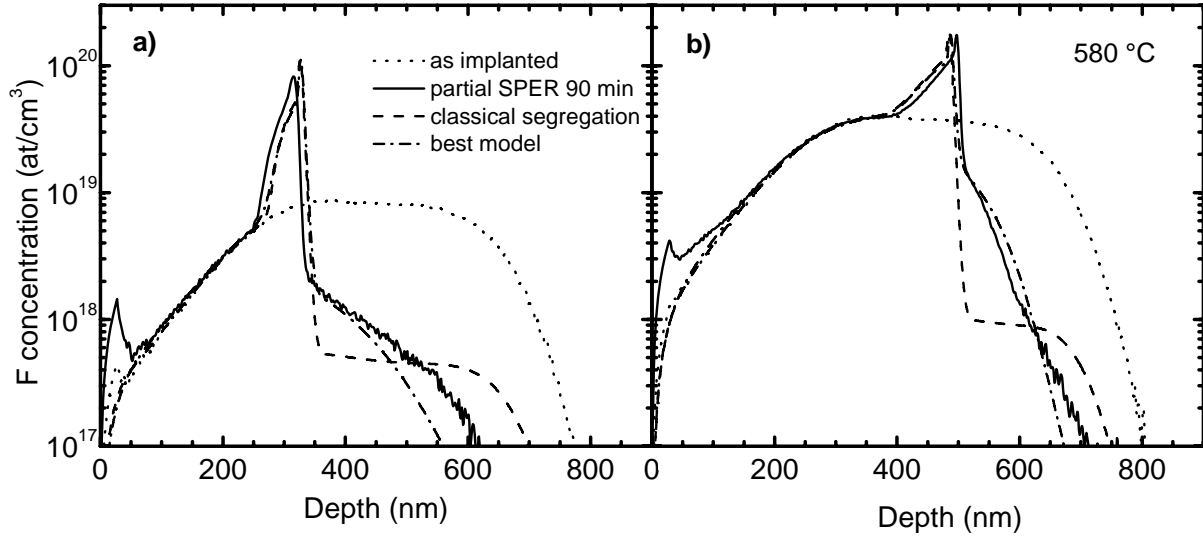 a)
as implanted
partial SPER 90 min
classical segregation
best model
b)
580 °C
F concentration (at/cm³)
10²⁰
10¹⁹
10¹⁸
10¹⁷
0 200 400 600 800
0 200 400 600 800
Depth (nm)
Depth (nm)